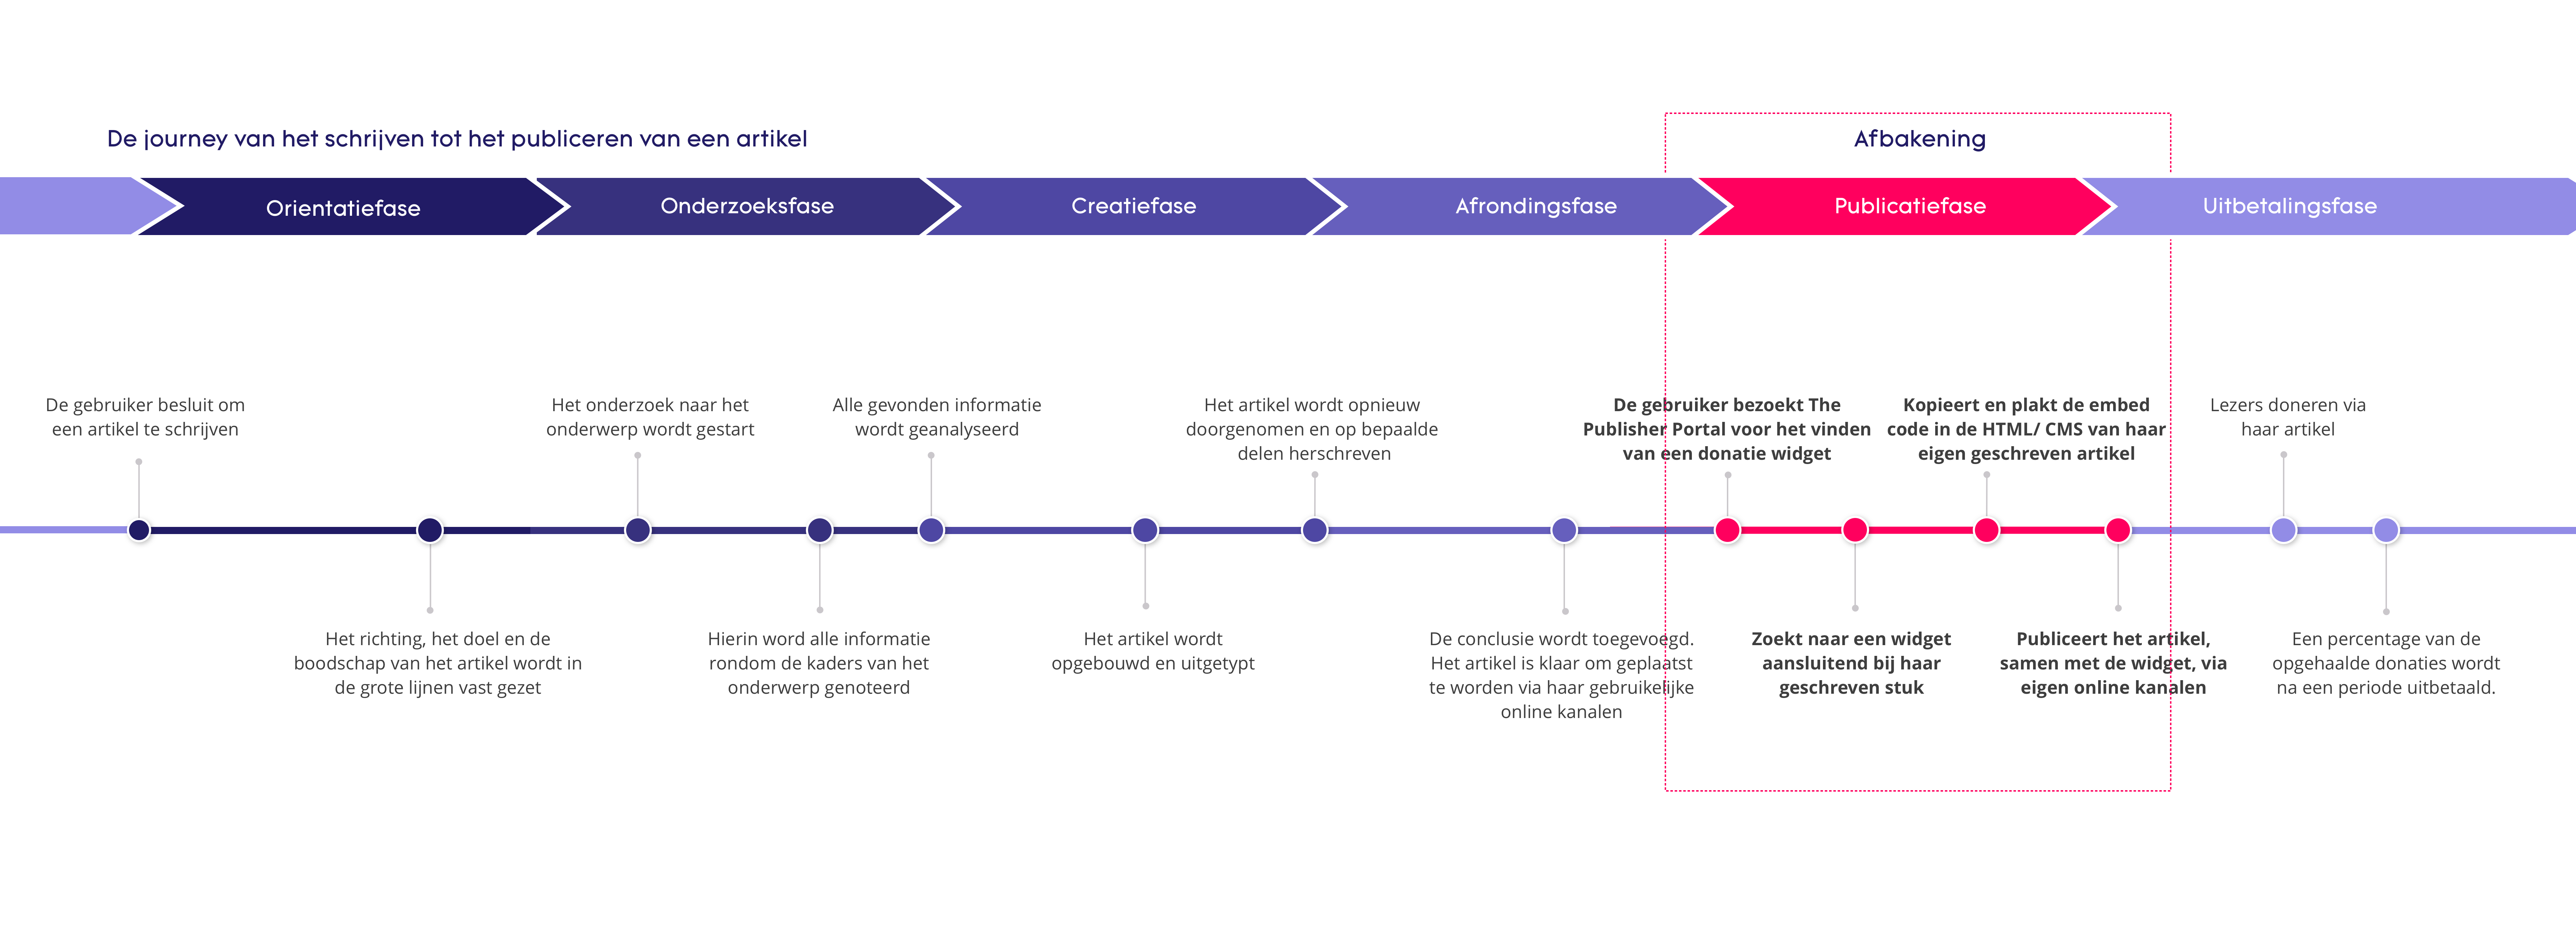 De journey van het schrijven tot het publiceren van een artikel
Afbakening
Orientatiefase
Onderzoeksfase
Creatiefase
Afrondingsfase
Publicatiefase
Uitbetalingsfase
De gebruiker besluit om
een artikel te schrijven
Het onderzoek naar het
onderwerp wordt gestart
Alle gevonden informatie
wordt geanalyseerd
Het artikel wordt opnieuw
doorgenomen en op bepaalde
delen herschreven
De gebruiker bezoekt The
Publisher Portal voor het vinden
van een donatie widget
Kopieert en plakt de embed
code in de HTML/ CMS van haar
eigen geschreven artikel
Lezers doneren via
haar artikel
Het richting, het doel en de
boodschap van het artikel wordt in
de grote lijnen vast gezet
Hierin word alle informatie
rondom de kaders van het
onderwerp genoteerd
Het artikel wordt
opgebouwd en uitgetypt
De conclusie wordt toegevoegd.
Het artikel is klaar om geplaatst
te worden via haar gebruikelijke
online kanalen
Zoekt naar een widget
aansluitend bij haar
geschreven stuk
Publiceert het artikel,
samen met de widget, via
eigen online kanalen
Een percentage van de
opgehaalde donaties wordt
na een periode uitbetaald.